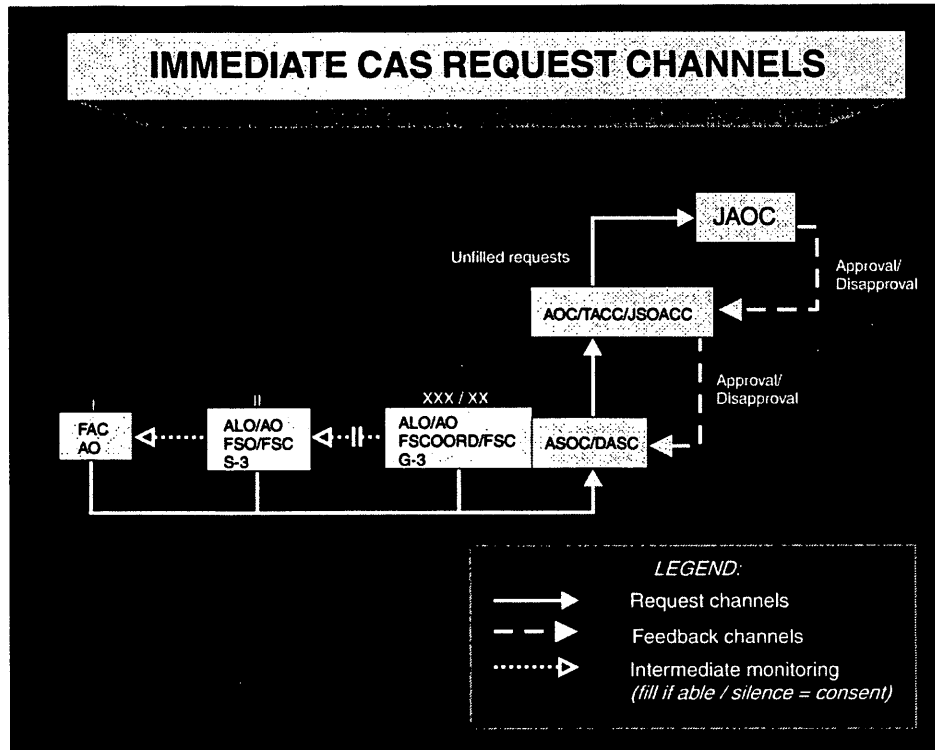 IMMEDIATE CAS REQUEST CHANNELS
JAOC
Unfilled requests
Approval/
Disapproval
AOC/TACC/JSOACC
Approval/
Disapproval
I
II
XXX / XX
FAC
AO
ALO/AO
FSO/FSC
S-3
ALO/AO
FSCOORD/FSC
G-3
ASOC/DASC
LEGEND:
Request channels
Feedback channels
Intermediate monitoring
(fill if able / silence = consent)